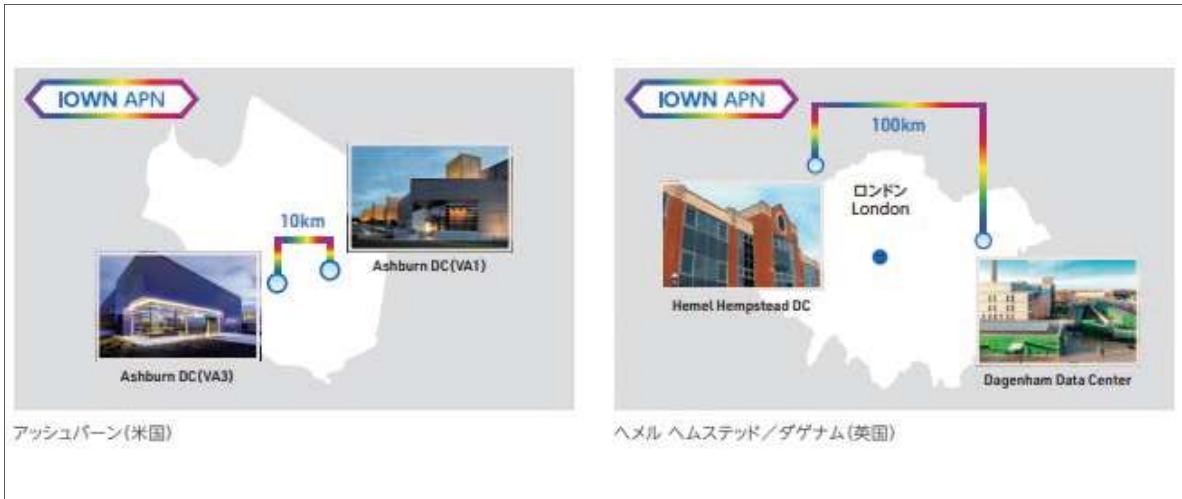 IOWN APN
10km
Ashburn DC(VA1)
Ashburn DC(VA3)
アッシュバーン(米国)
IOWN APN
100km
ロンドン
London
Hemel Hempstead DC
Dagenham Data Center
ヘメル ヘムステッド／ダゲナム(英国)